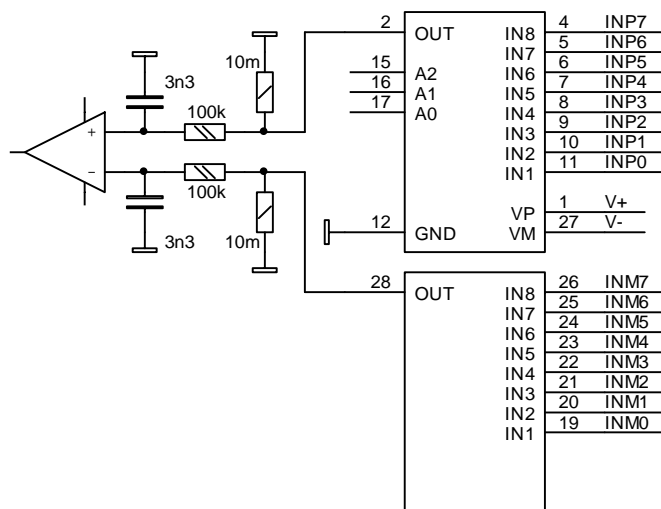 2 OUT IN8 4 INP7
IN7 5 INP6
10m 15 A2 IN6 6 INP5
3n3 16 A1 IN5 7 INP4
100k 17 A0 IN4 8 INP3
+ IN3 9 INP2
IN2 10 INP1
− IN1 11 INP0
100k
VP 1 V+
3n3 10m 12 GND VM 27 V-
28 OUT IN8 26 INM7
IN7 25 INM6
IN6 24 INM5
IN5 23 INM4
IN4 22 INM3
IN3 21 INM2
IN2 20 INM1
IN1 19 INM0